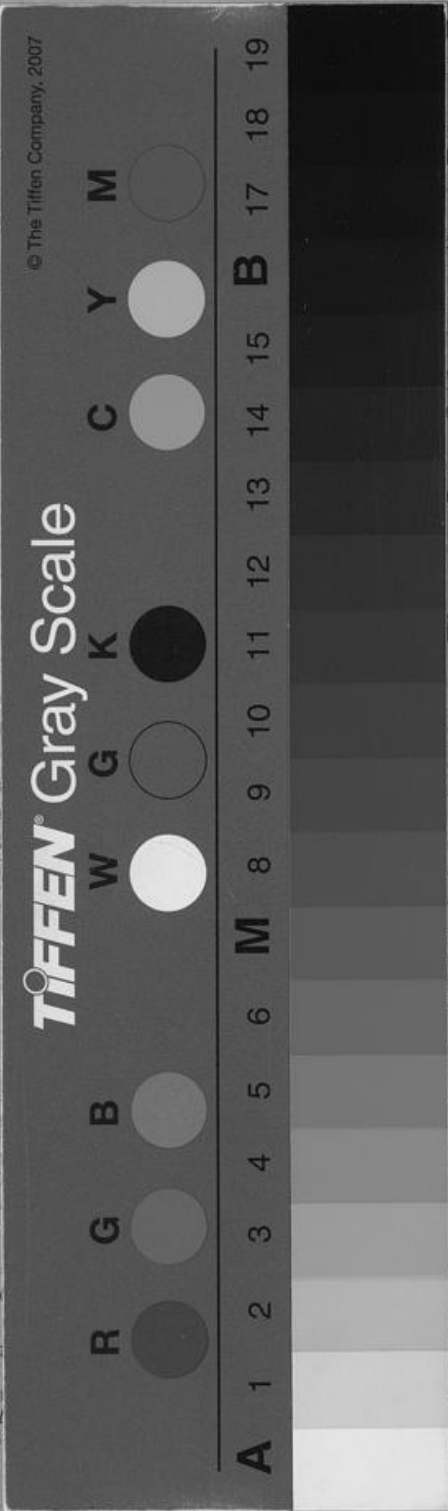 TIFFEN® Gray Scale
© The Tiffen Company, 2007
R G B W G K C Y M
A 1 2 3 4 5 6 M 8 9 10 11 12 13 14 15 B 17 18 19